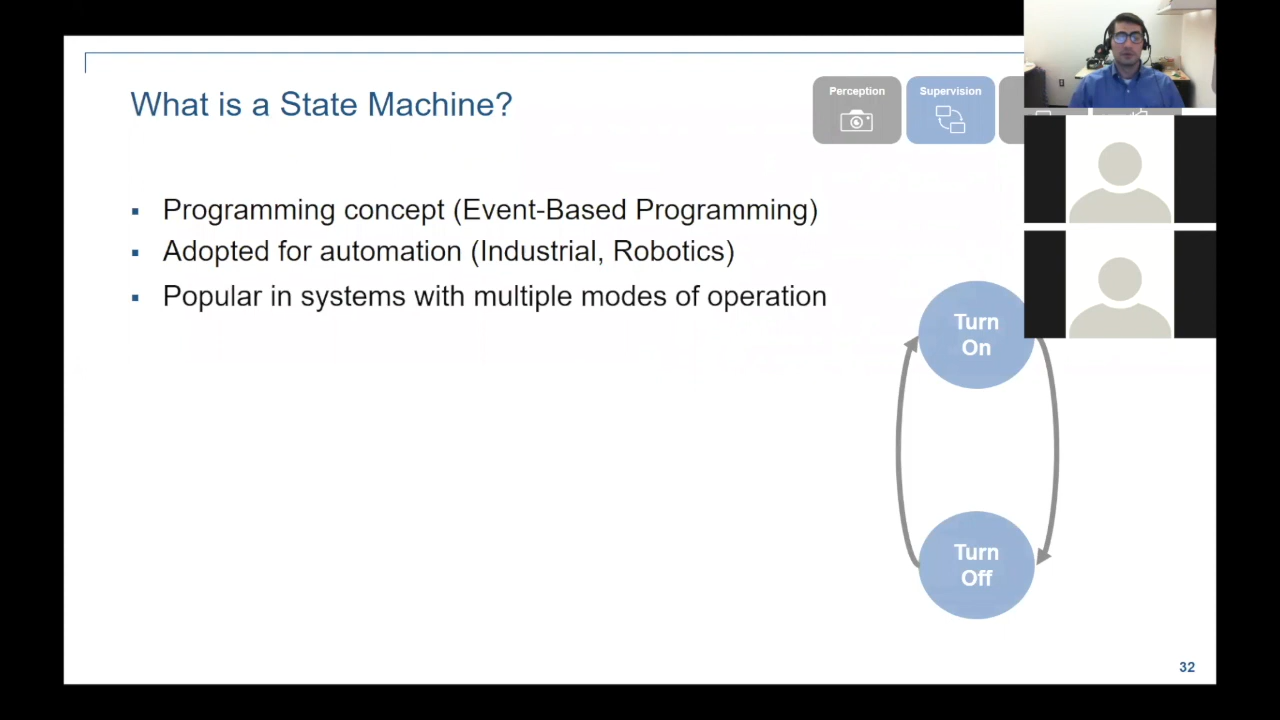 What is a State Machine?
Perception
Supervision
▪ Programming concept (Event-Based Programming)
▪ Adopted for automation (Industrial, Robotics)
▪ Popular in systems with multiple modes of operation
Turn
On
Turn
Off
32